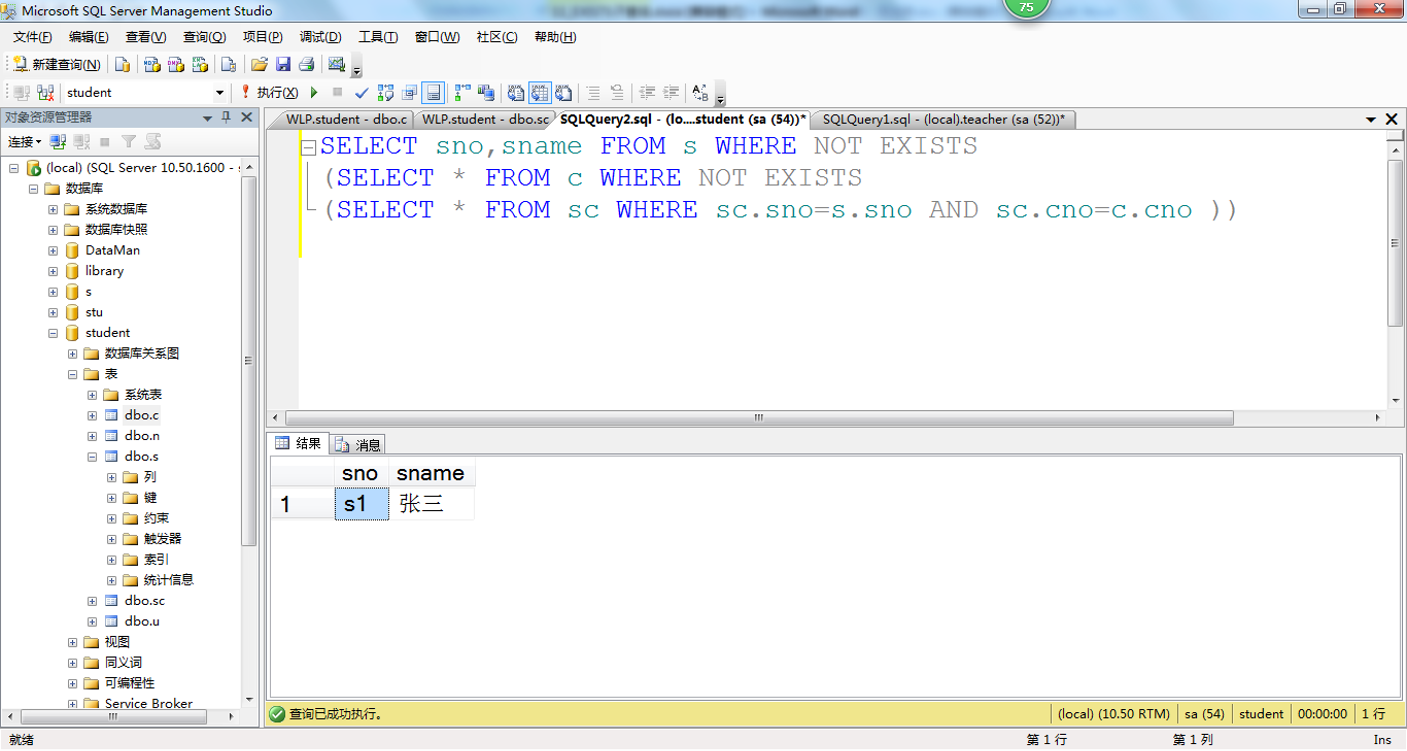 Microsoft SQL Server Management Studio
75
文件(F) 编辑(E) 查看(V) 查询(Q) 项目(P) 调试(D) 工具(T) 窗口(W) 社区(C) 帮助(H)
新建查询(N)
student 执行(X)
对象资源管理器
WLP.student - dbo.c WLP.student - dbo.sc SQLQuery2.sql - (lo....student (sa (54))* SQLQuery1.sql - (local).teacher (sa (52))*
连接
(local) (SQL Server 10.50.1600 - s
数据库
系统数据库
数据库快照
DataMan
library
s
stu
student
数据库关系图
表
系统表
dbo.c
dbo.n
dbo.s
列
键
约束
触发器
索引
统计信息
dbo.sc
dbo.u
视图
同义词
可编程性
Service Broker
SELECT sno,sname FROM s WHERE NOT EXISTS
(SELECT * FROM c WHERE NOT EXISTS
(SELECT * FROM sc WHERE sc.sno=s.sno AND sc.cno=c.cno ))
结果 消息
sno sname
1 s1 张三
查询已成功执行。 (local) (10.50 RTM) sa (54) student 00:00:00 1 行
就绪 第 1 行 第 1 列 Ins